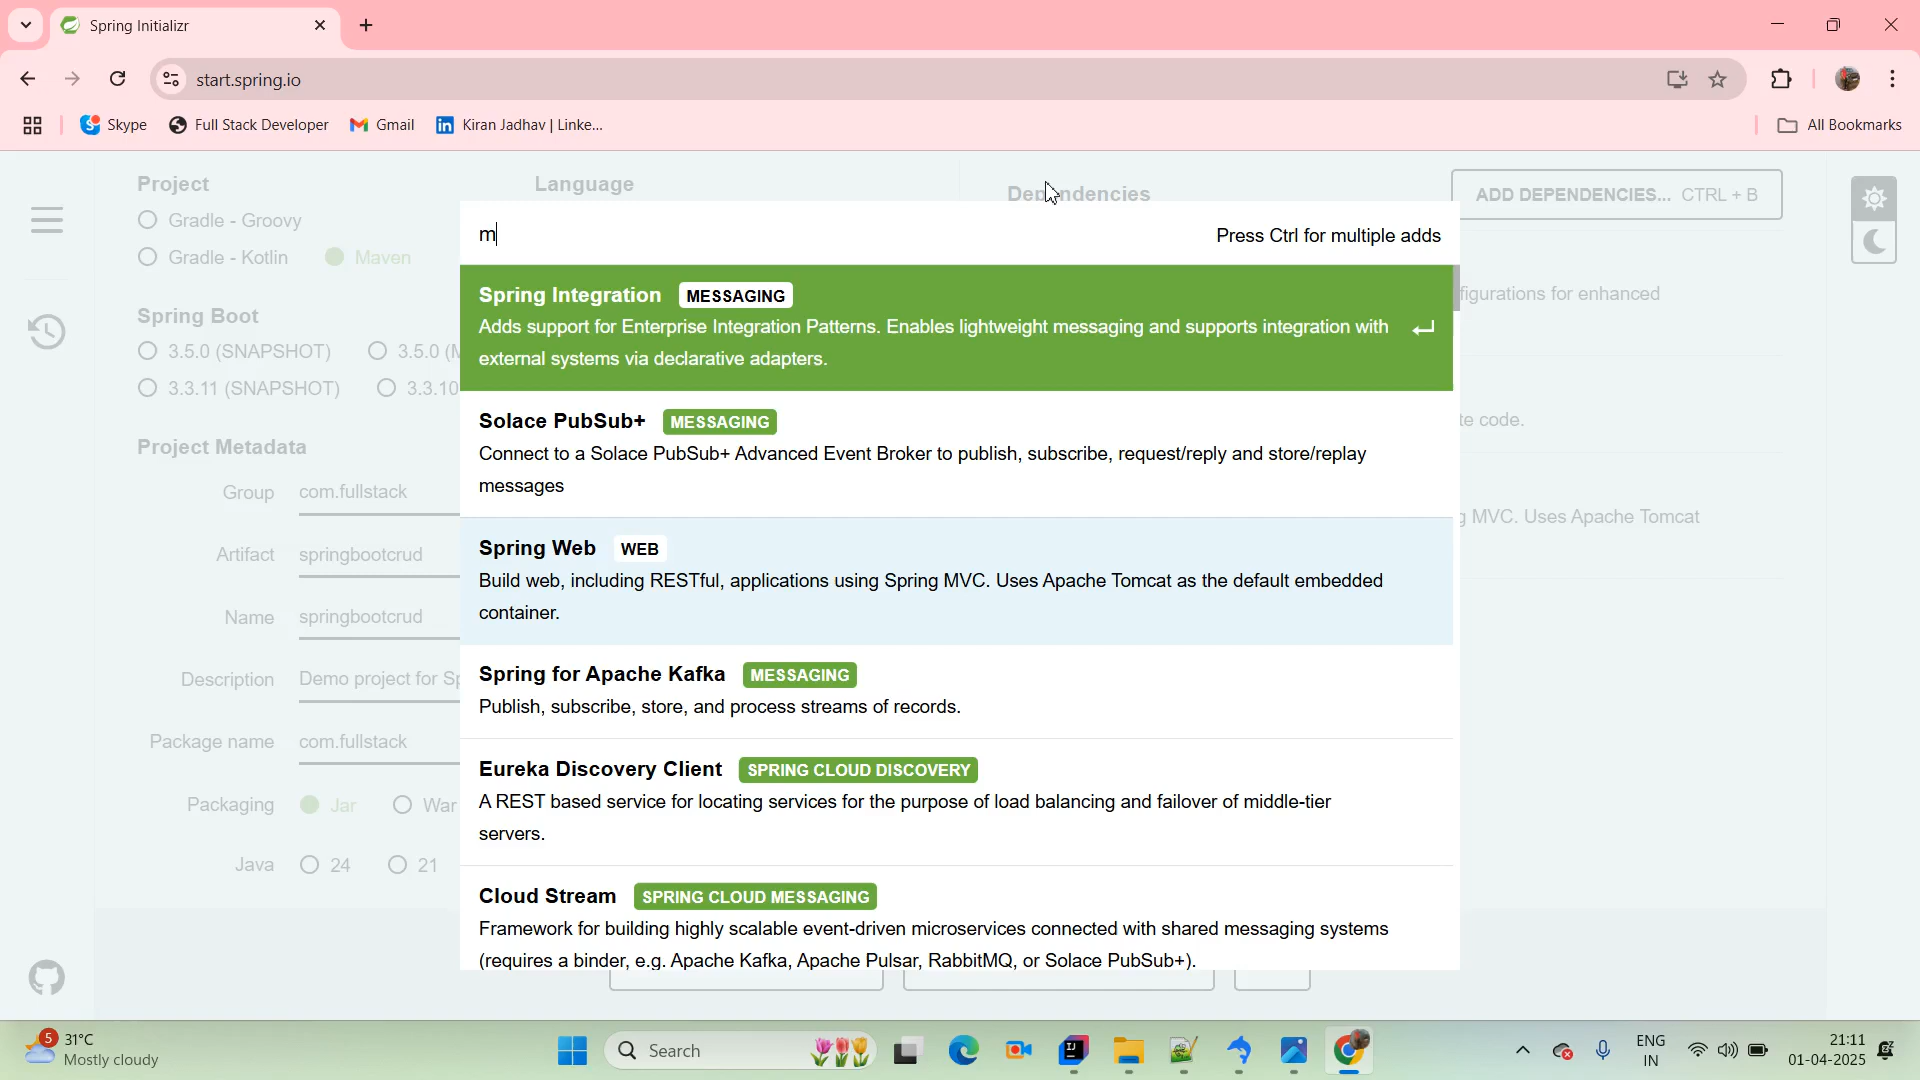 Spring Initializr
start.spring.io
Skype Full Stack Developer Gmail Kiran Jadhav | Linke... All Bookmarks
Project
Gradle - Groovy
Gradle - Kotlin Maven
Language
Spring Boot
3.5.0 (SNAPSHOT) 3.5.0 (M
3.3.11 (SNAPSHOT) 3.3.10
Project Metadata
Group com.fullstack
Artifact springbootcrud
Name springbootcrud
Description Demo project for Sp
Package name com.fullstack
Packaging Jar War
Java 24 21
Dependencies
ADD DEPENDENCIES... CTRL + B
figurations for enhanced
te code.
g MVC. Uses Apache Tomcat
m
Press Ctrl for multiple adds
Spring Integration MESSAGING
Adds support for Enterprise Integration Patterns. Enables lightweight messaging and supports integration with
external systems via declarative adapters.
Solace PubSub+ MESSAGING
Connect to a Solace PubSub+ Advanced Event Broker to publish, subscribe, request/reply and store/replay
messages
Spring Web WEB
Build web, including RESTful, applications using Spring MVC. Uses Apache Tomcat as the default embedded
container.
Spring for Apache Kafka MESSAGING
Publish, subscribe, store, and process streams of records.
Eureka Discovery Client SPRING CLOUD DISCOVERY
A REST based service for locating services for the purpose of load balancing and failover of middle-tier
servers.
Cloud Stream SPRING CLOUD MESSAGING
Framework for building highly scalable event-driven microservices connected with shared messaging systems
(requires a binder, e.g. Apache Kafka, Apache Pulsar, RabbitMQ, or Solace PubSub+).
5
31°C
Mostly cloudy
Search
ENG
IN
21:11
01-04-2025